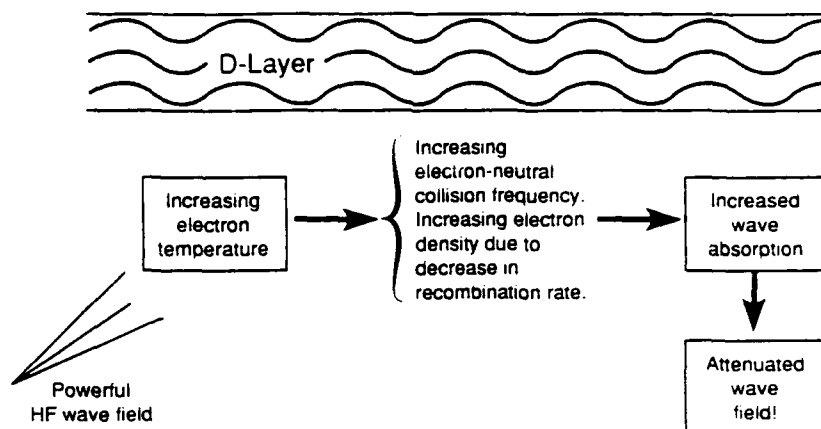 D-Layer
Increasing
electron
temperature
Increasing
electron-neutral
collision frequency.
Increasing electron
density due to
decrease in
recombination rate.
Increased
wave
absorption
Powerful
HF wave field
Attenuated
wave
field!